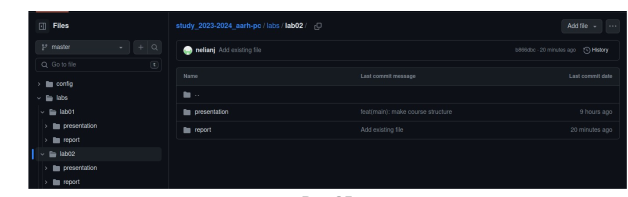 Files
master
Go to file
config
labs
lab01
presentation
report
lab02
presentation
report
study_2023-2024_aarh-pc / labs / lab02 /
Add file
nelianj Add existing file
20 minutes ago
History
Name
Last commit message
Last commit date
..
presentation
feat(main): make course structure
9 hours ago
report
Add existing file
20 minutes ago